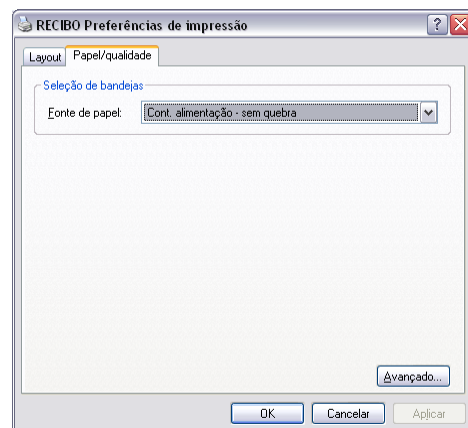 RECIBO Preferências de impressão
Layout Papel/qualidade
Seleção de bandejas
Fonte de papel: Cont. alimentação - sem quebra
Avançado...
OK Cancelar Aplicar